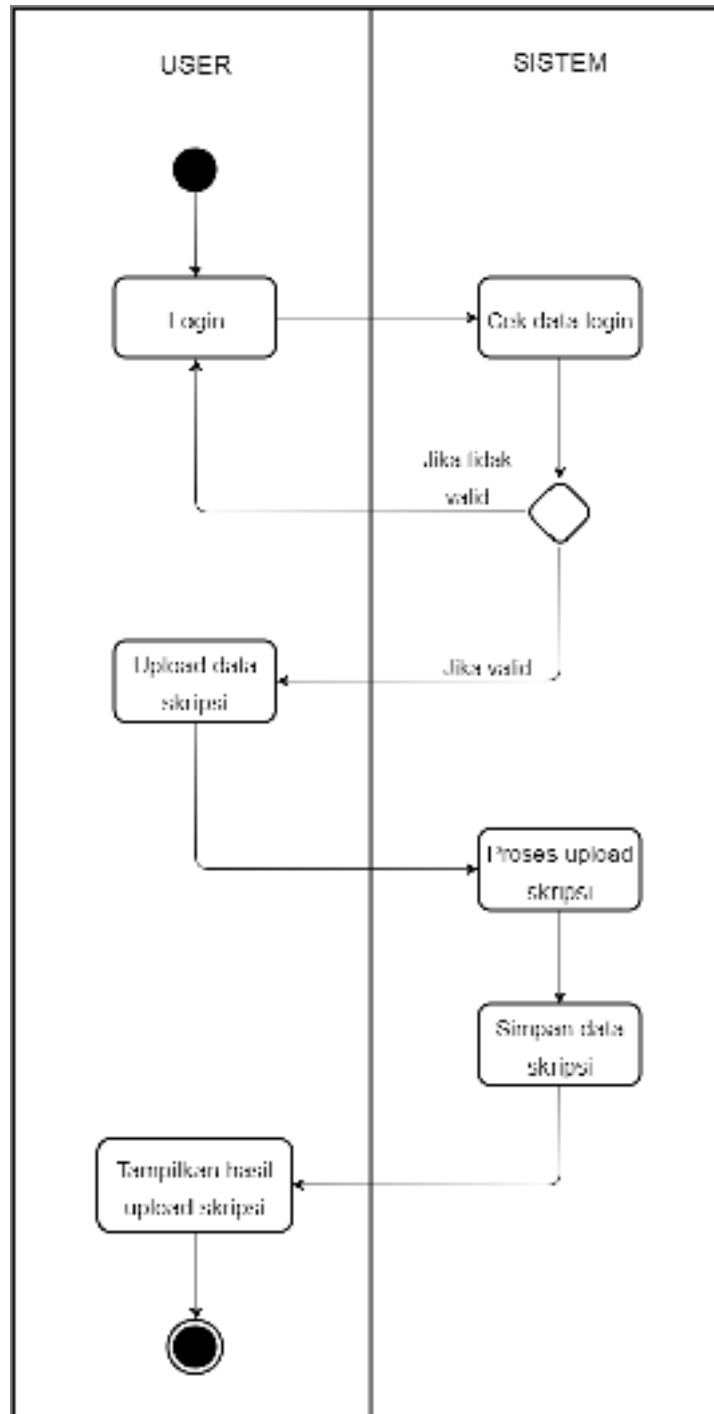 USER
SISTEM
Login
Cek data login
Jika tidak
valid
Upload data
skripsi
Jika valid
Proses upload
skripsi
Simpan data
skripsi
Tampilkan hasil
upload skripsi